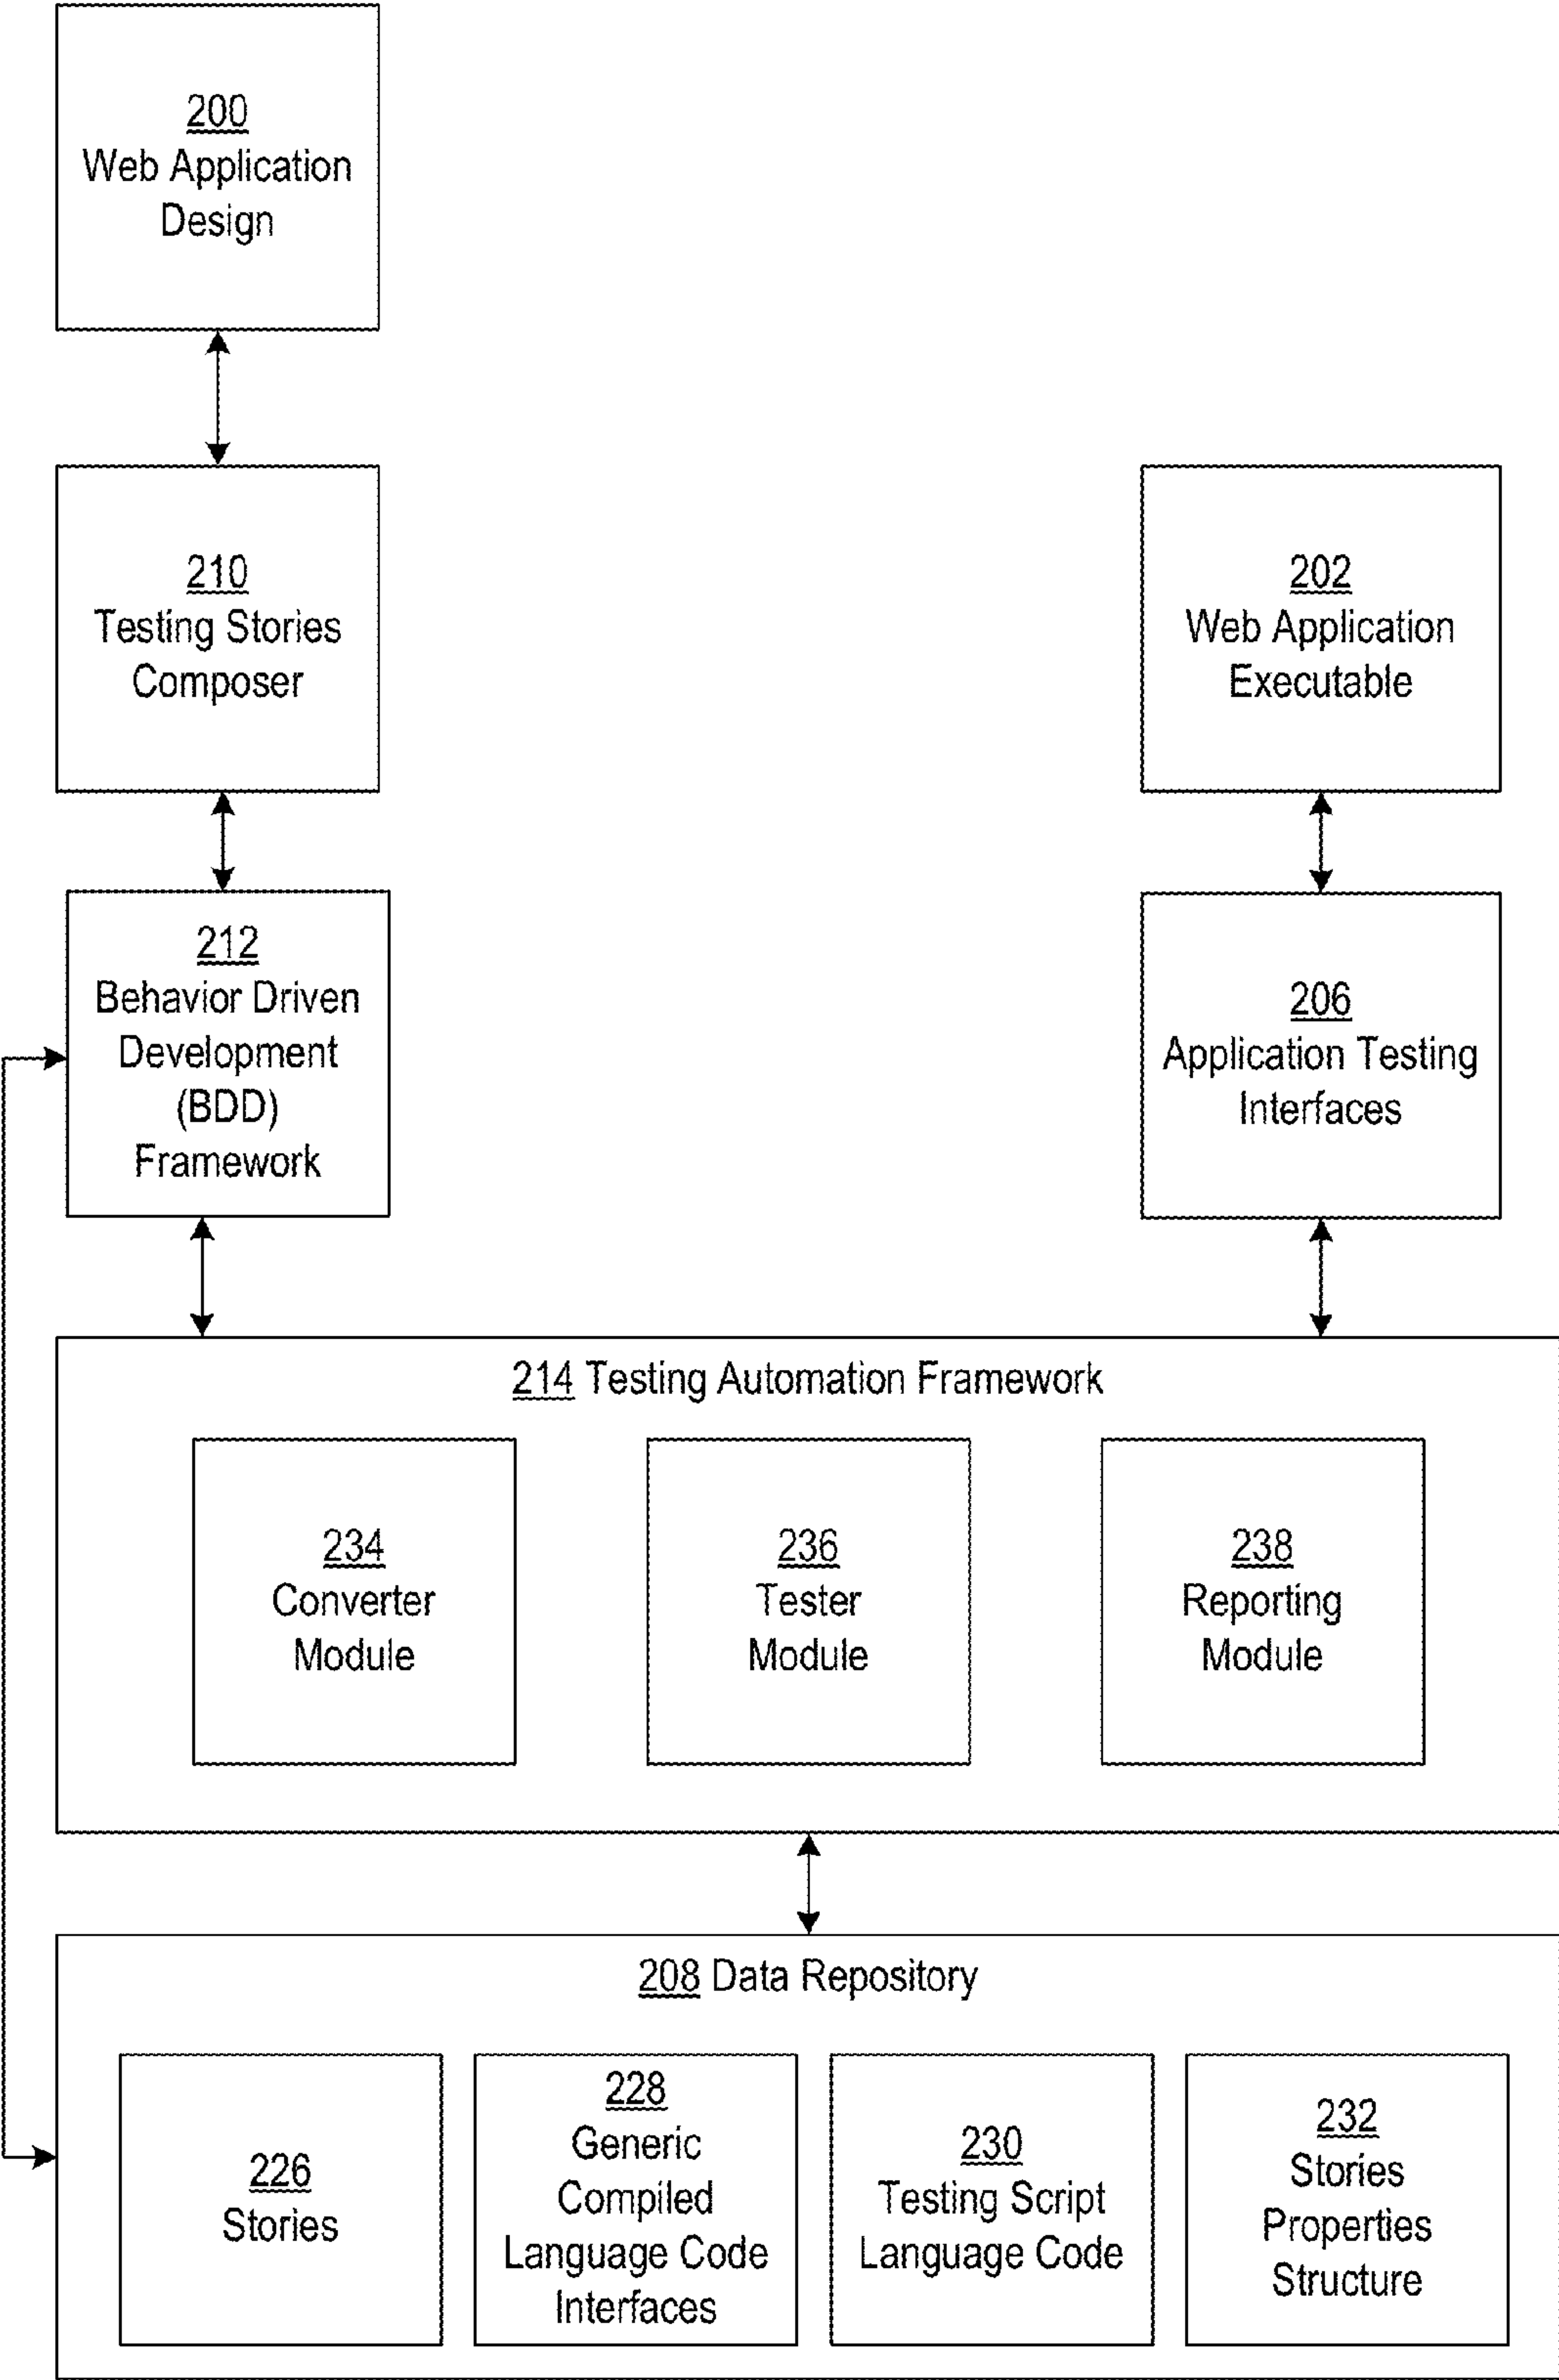 200
Web Application
Design
210
Testing Stories
Composer
202
Web Application
Executable
212
Behavior Driven
Development
(BDD)
Framework
206
Application Testing
Interfaces
214 Testing Automation Framework
234
Converter
Module
236
Tester
Module
238
Reporting
Module
208 Data Repository
226
Stories
228
Generic
Compiled
Language Code
Interfaces
230
Testing Script
Language Code
232
Stories
Properties
Structure